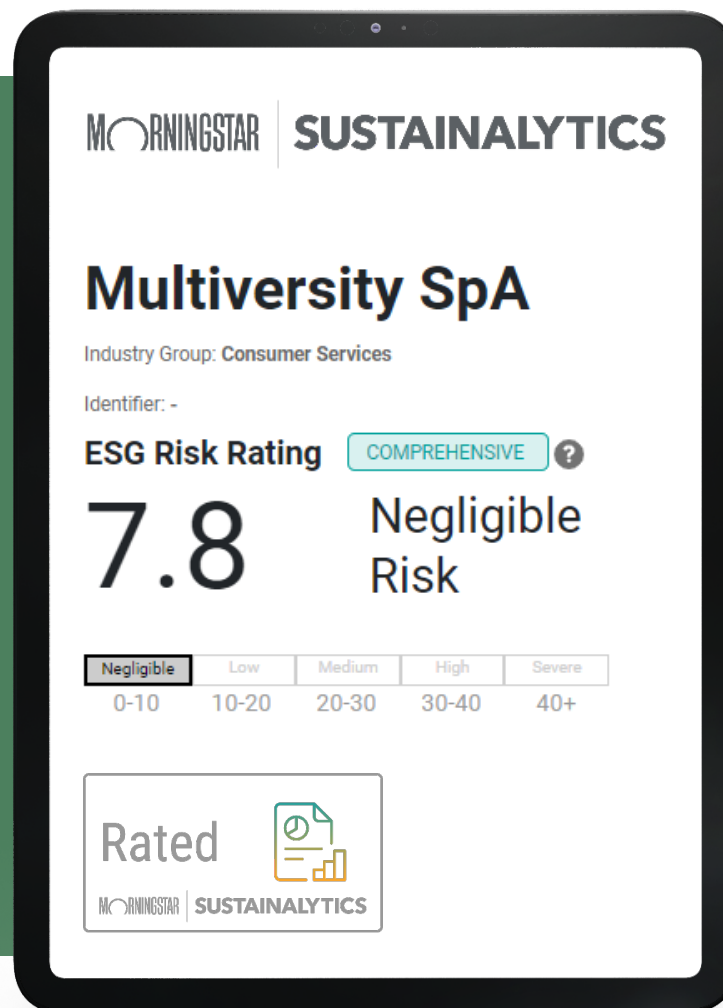 MORNINGSTAR | SUSTAINALYTICS
Multiversity SpA
Industry Group: Consumer Services
Identifier: -
ESG Risk Rating COMPREHENSIVE ?
7.8 Negligible
Risk
Negligible Low Medium High Severe
0-10 10-20 20-30 30-40 40+
Rated
MORNINGSTAR | SUSTAINALYTICS